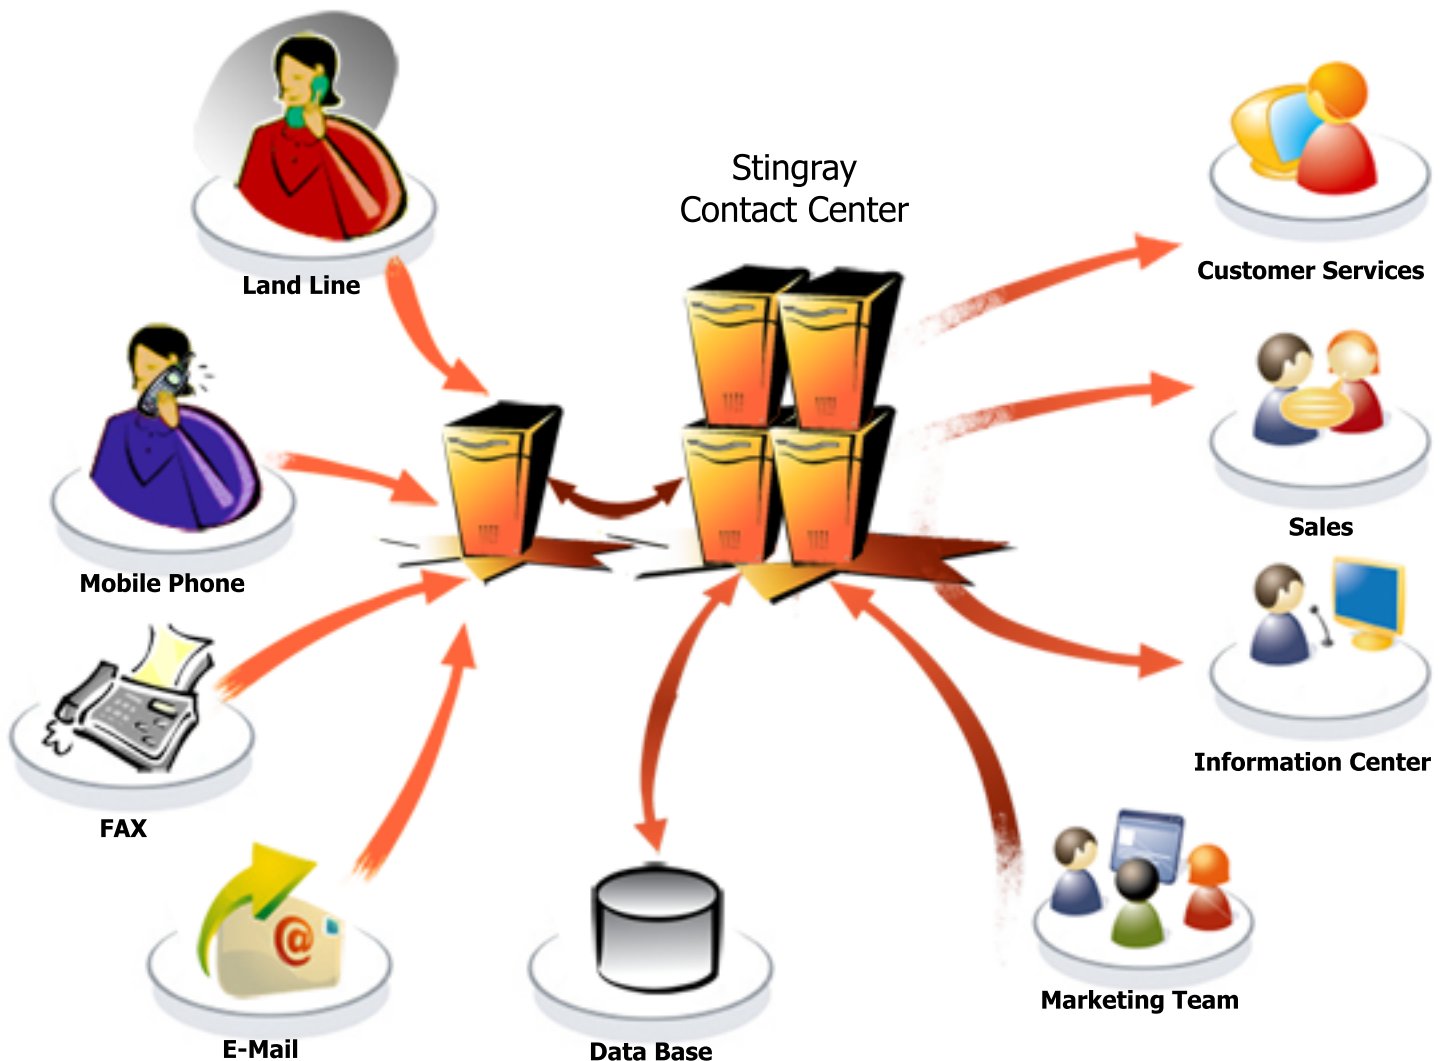 Stingray
Contact Center
Land Line
Customer Services
Mobile Phone
Sales
FAX
Information Center
E-Mail
@
Data Base
Marketing Team